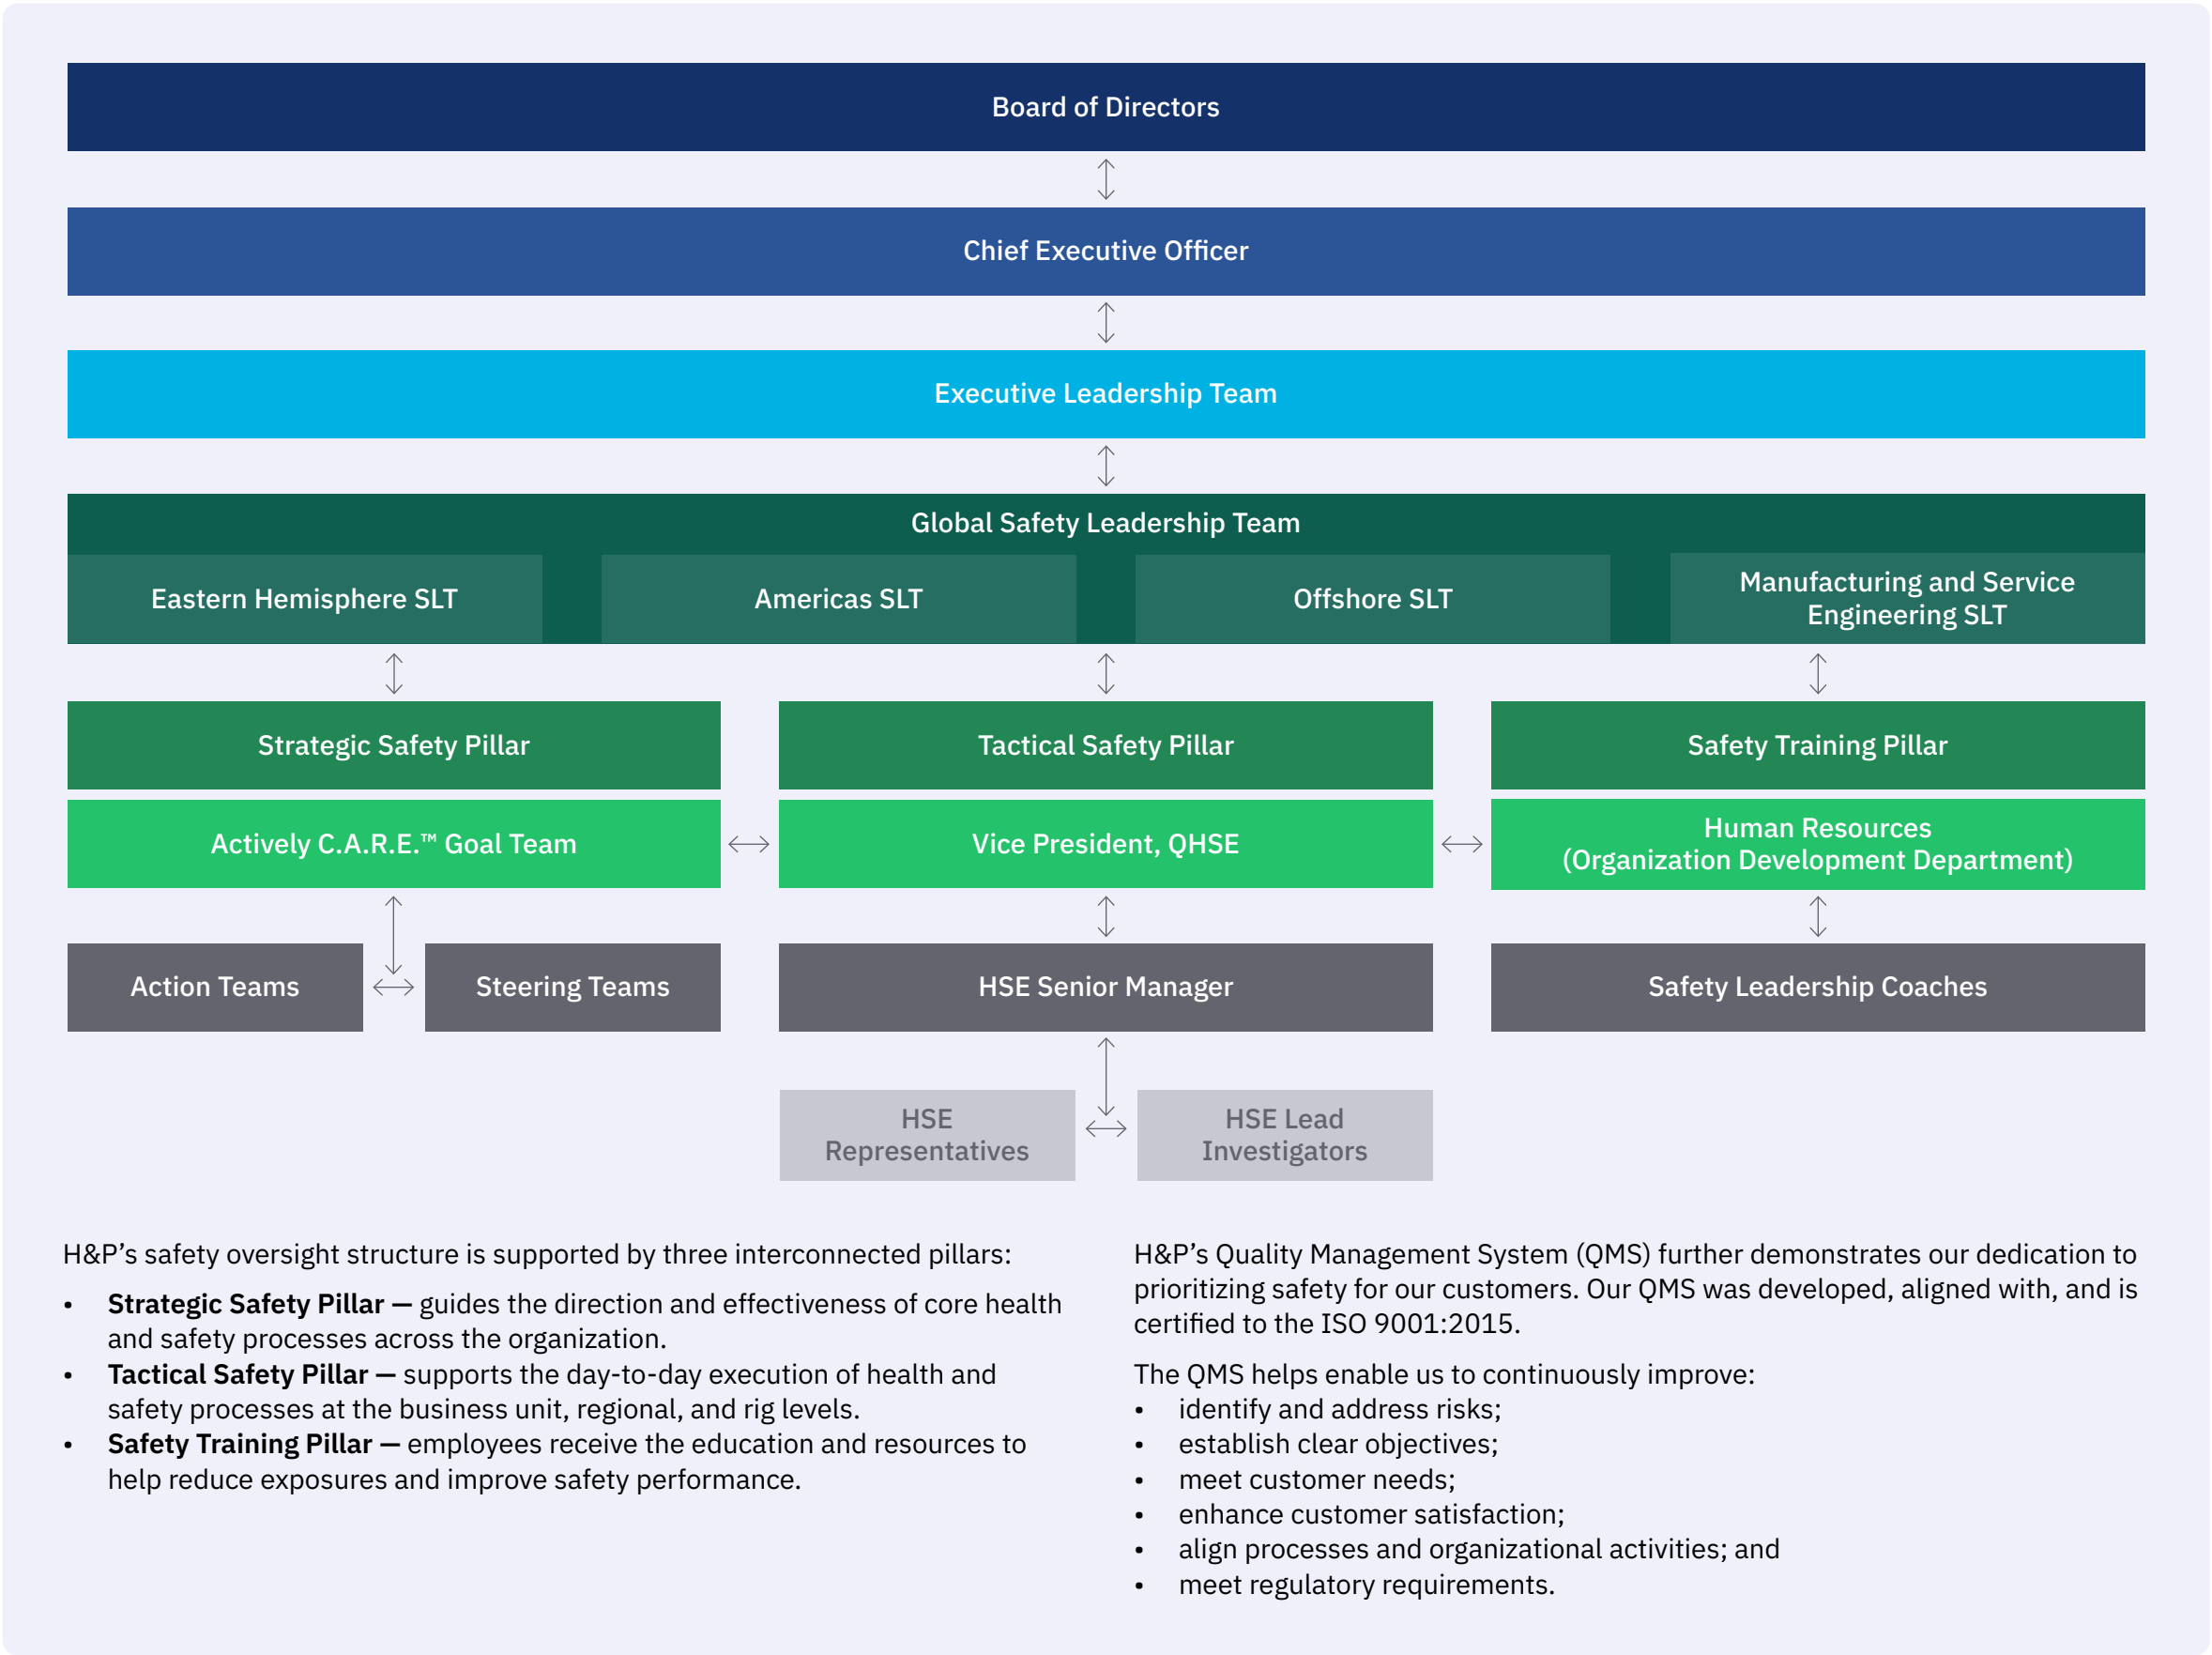 Board of Directors
Chief Executive Officer
Executive Leadership Team
Global Safety Leadership Team
Eastern Hemisphere SLT
Americas SLT
Offshore SLT
Manufacturing and Service
Engineering SLT
Strategic Safety Pillar
Tactical Safety Pillar
Safety Training Pillar
Actively C.A.R.E.™ Goal Team
Vice President, QHSE
Human Resources
(Organization Development Department)
Action Teams
Steering Teams
HSE Senior Manager
Safety Leadership Coaches
HSE
Representatives
HSE Lead
Investigators
H&P’s safety oversight structure is supported by three interconnected pillars:
• Strategic Safety Pillar — guides the direction and effectiveness of core health
and safety processes across the organization.
• Tactical Safety Pillar — supports the day-to-day execution of health and
safety processes at the business unit, regional, and rig levels.
• Safety Training Pillar — employees receive the education and resources to
help reduce exposures and improve safety performance.
H&P’s Quality Management System (QMS) further demonstrates our dedication to
prioritizing safety for our customers. Our QMS was developed, aligned with, and is
certified to the ISO 9001:2015.
The QMS helps enable us to continuously improve:
• identify and address risks;
• establish clear objectives;
• meet customer needs;
• enhance customer satisfaction;
• align processes and organizational activities; and
• meet regulatory requirements.